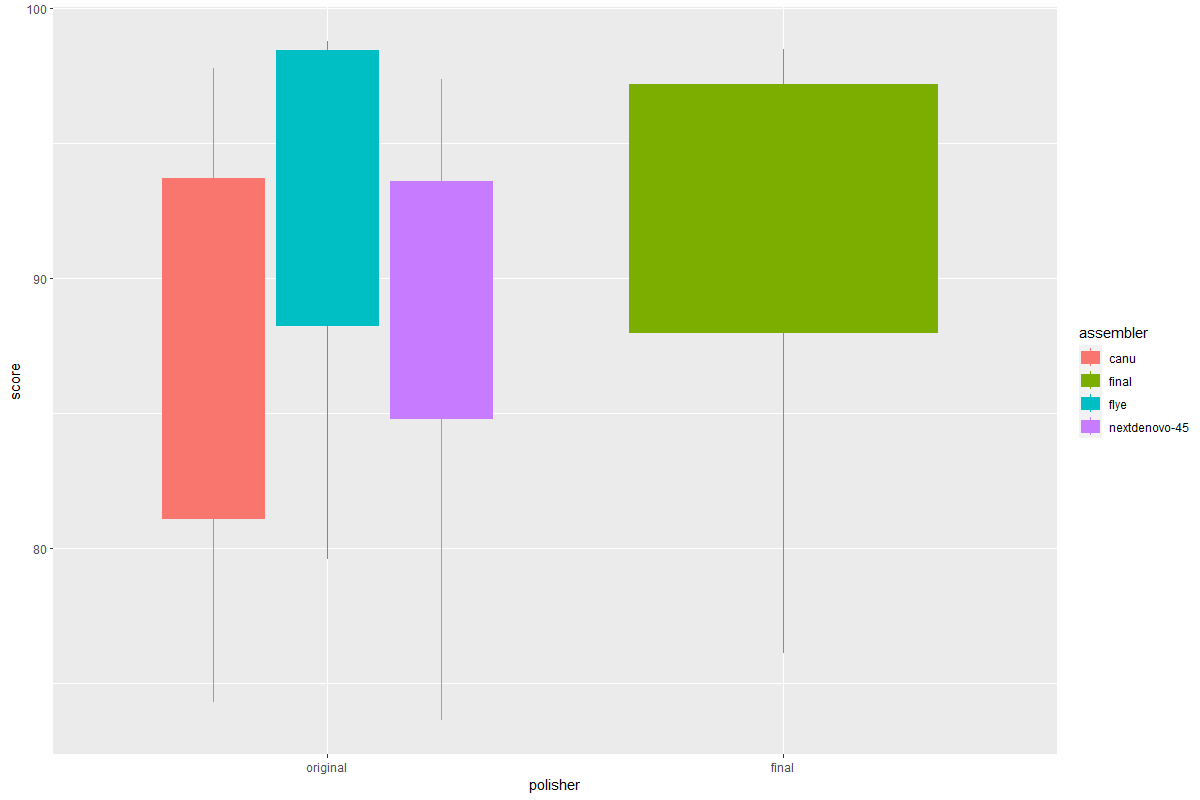 100
90
80
score
original
final
polisher
assembler
canu
final
flye
nextdenovo-45